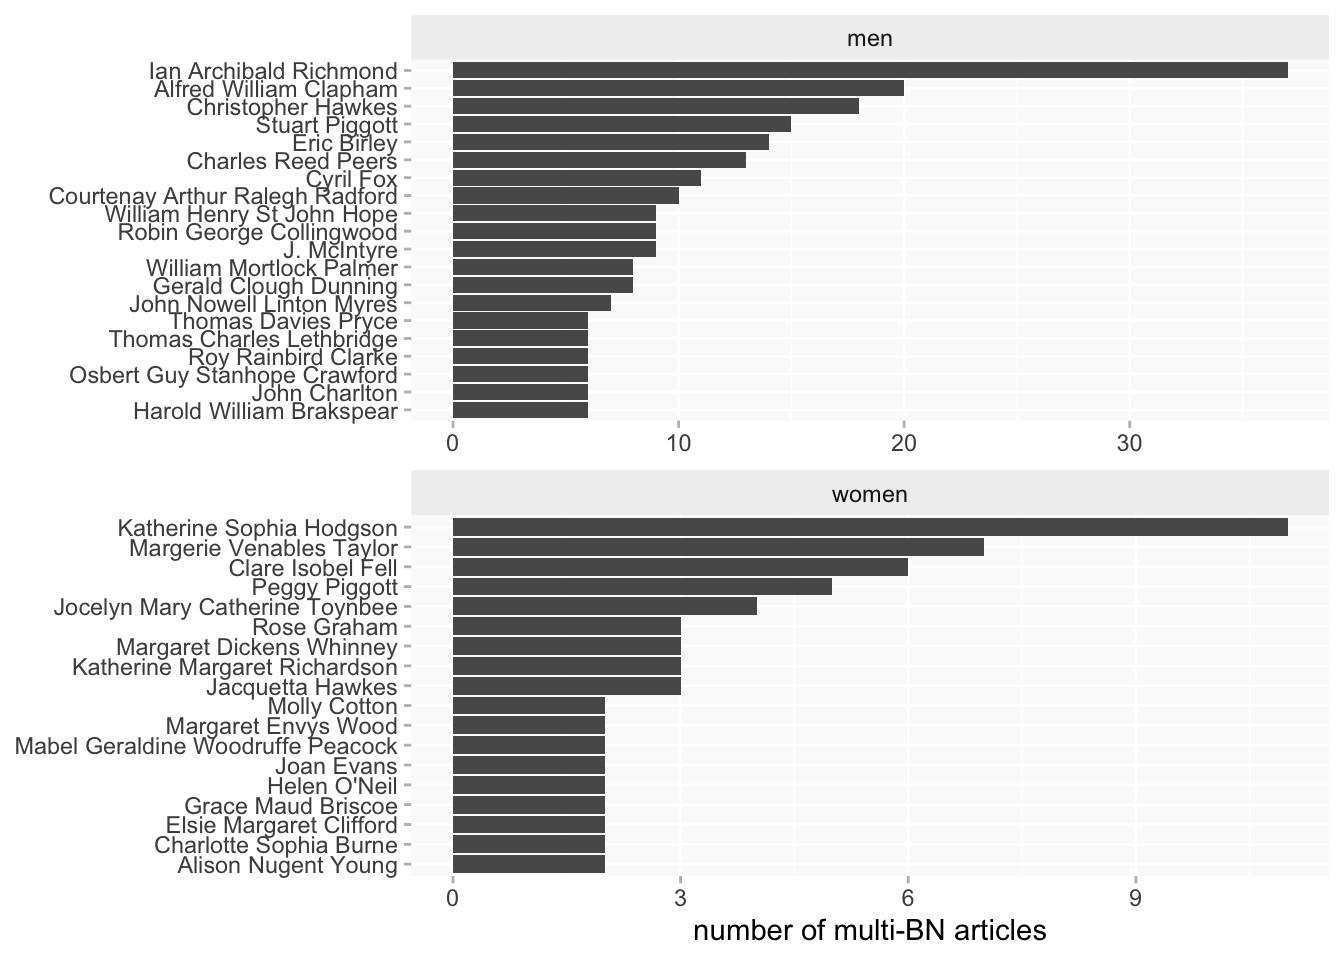 men
Ian Archibald Richmond
Alfred William Clapham
Christopher Hawkes
Stuart Piggott
Eric Birley
Charles Reed Peers
Cyril Fox
Courtenay Arthur Ralegh Radford
William Henry St John Hope
Robin George Collingwood
J. McIntyre
William Mortlock Palmer
Gerald Clough Dunning
John Nowell Linton Myres
Thomas Davies Pryce
Thomas Charles Lethbridge
Roy Rainbird Clarke
Osbert Guy Stanhope Crawford
John Charlton
Harold William Brakspear
0 10 20 30
women
Katherine Sophia Hodgson
Margerie Venables Taylor
Clare Isobel Fell
Peggy Piggott
Jocelyn Mary Catherine Toynbee
Rose Graham
Margaret Dickens Whinney
Katherine Margaret Richardson
Jacquetta Hawkes
Molly Cotton
Margaret Envys Wood
Mabel Geraldine Woodruffe Peacock
Joan Evans
Helen O'Neil
Grace Maud Briscoe
Elsie Margaret Clifford
Charlotte Sophia Burne
Alison Nugent Young
0 3 6 9
number of multi-BN articles